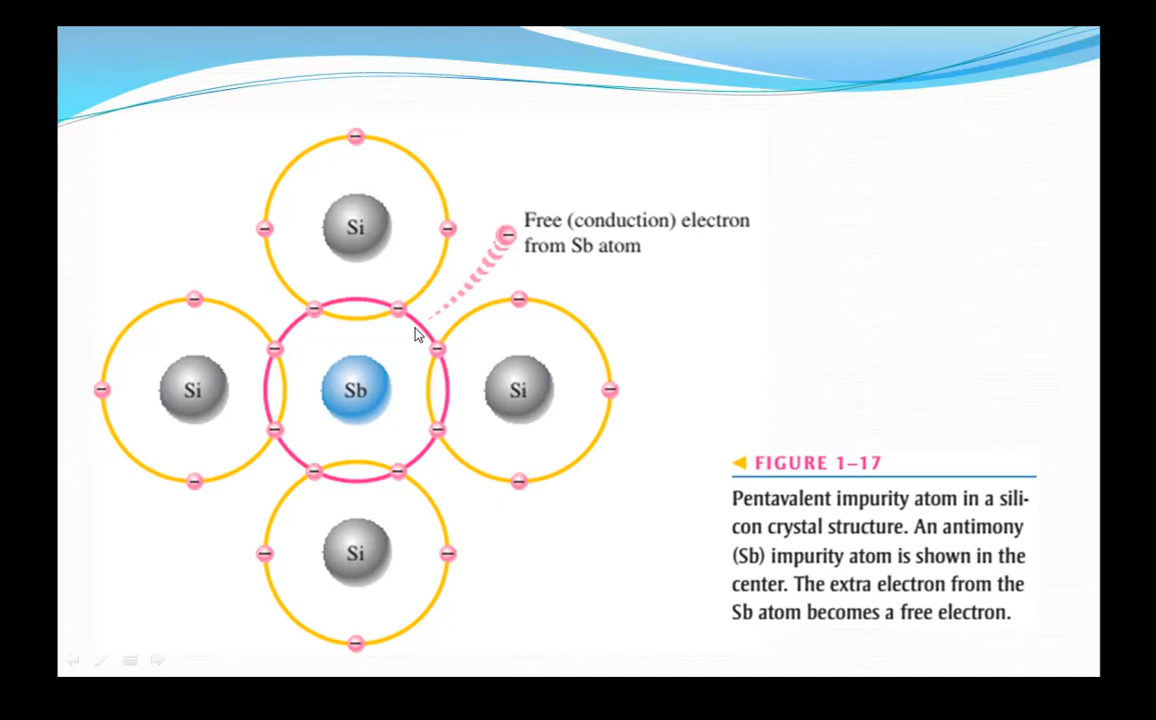 Si
Free (conduction) electron
from Sb atom
Si
Sb
Si
Si
◄ FIGURE 1–17
Pentavalent impurity atom in a sili-
con crystal structure. An antimony
(Sb) impurity atom is shown in the
center. The extra electron from the
Sb atom becomes a free electron.